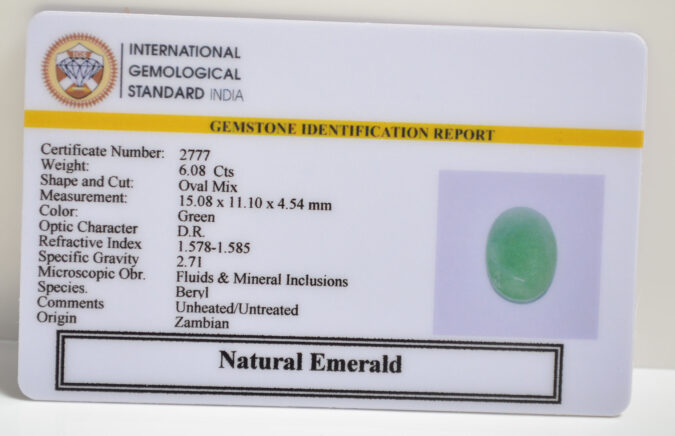 INTERNATIONAL
GEMOLOGICAL
STANDARD INDIA
GEMSTONE IDENTIFICATION REPORT
Certificate Number: 2777
Weight: 6.08 Cts
Shape and Cut: Oval Mix
Measurement: 15.08 x 11.10 x 4.54 mm
Color: Green
Optic Character D.R.
Refractive Index 1.578-1.585
Specific Gravity 2.71
Microscopic Obr. Fluids & Mineral Inclusions
Species. Beryl
Comments Unheated/Untreated
Origin Zambian
Natural Emerald